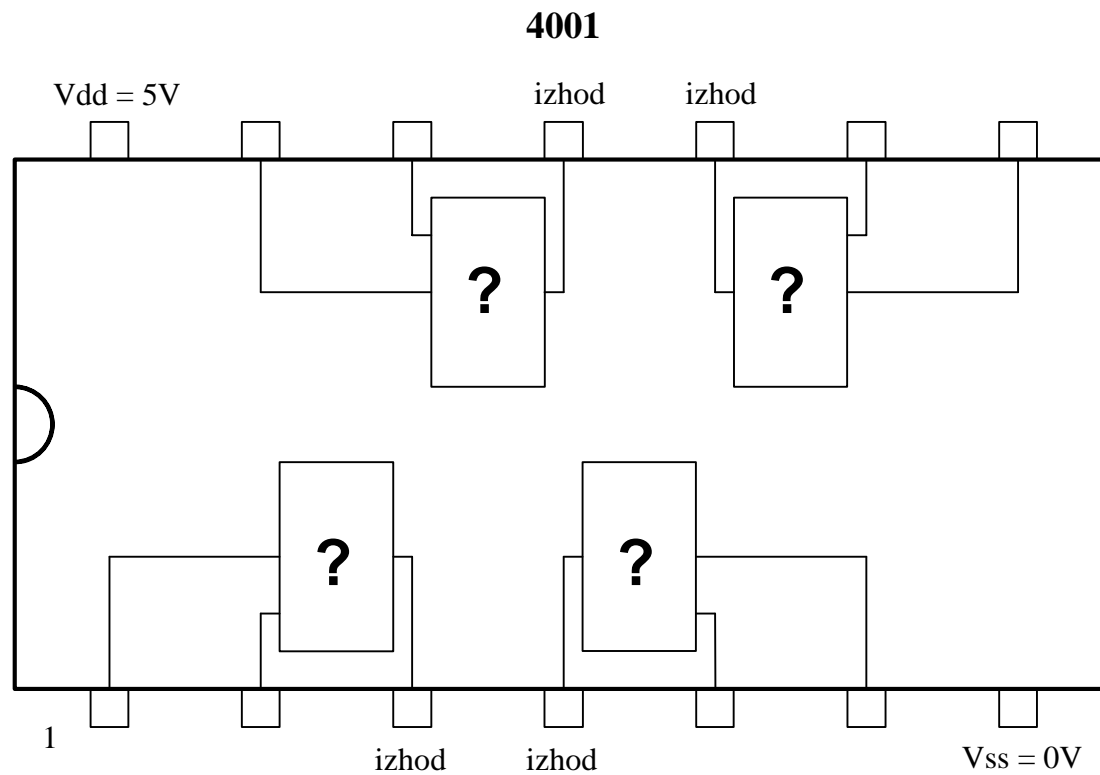 4001
Vdd = 5V
izhod
izhod
?
?
?
?
1
izhod
izhod
Vss = 0V